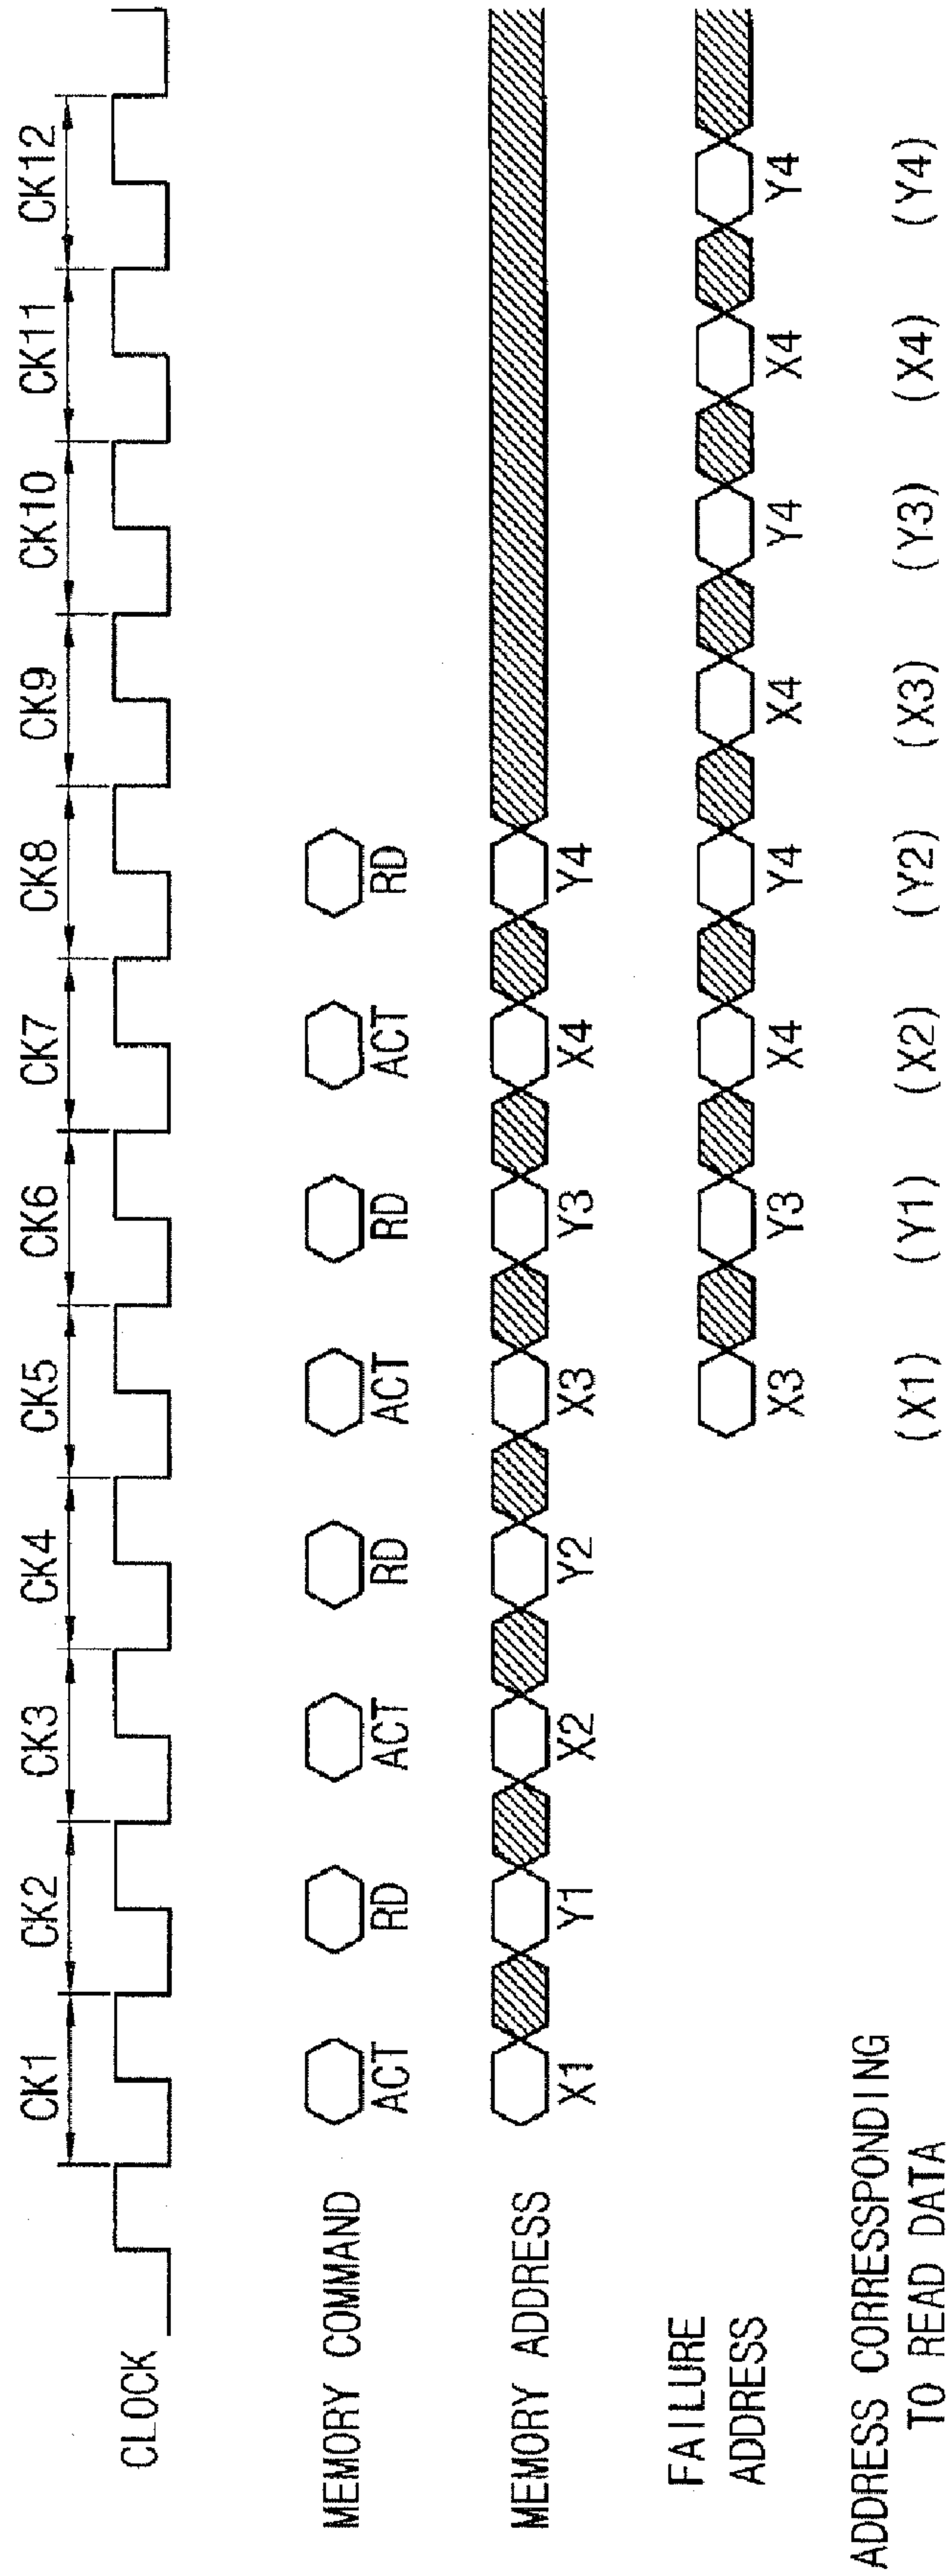 CK1 CK2 CK3 CK4 CK5 CK6 CK7 CK8 CK9 CK10 CK11 CK12
CLOCK
MEMORY COMMAND
ACT RD ACT RD ACT RD ACT RD
MEMORY ADDRESS
X1 Y1 X2 Y2 X3 Y3 X4 Y4
FAILURE
ADDRESS
X3 Y3 X4 Y4 X4 Y4 X4 Y4
ADDRESS CORRESSPONDING
TO READ DATA
(X1) (Y1) (X2) (Y2) (X3) (Y3) (X4) (Y4)